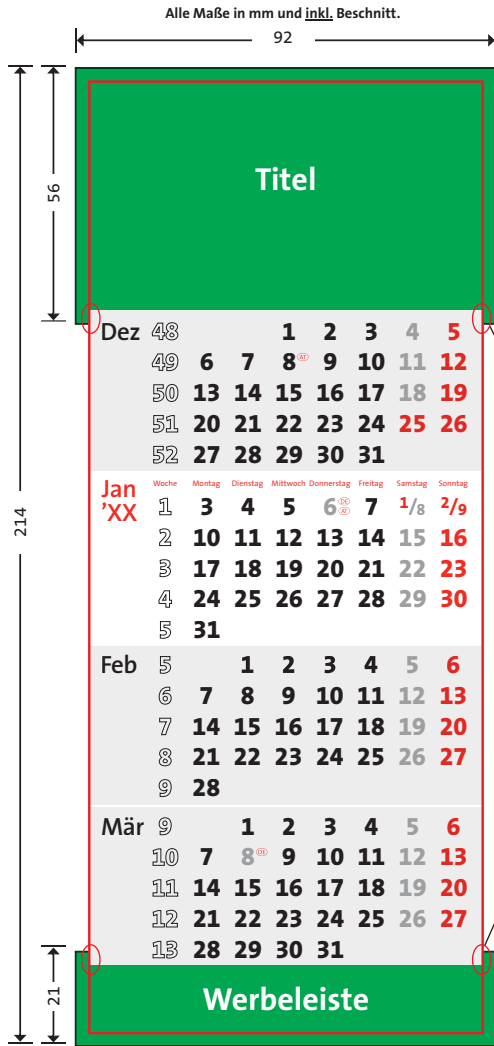 Alle Maße in mm und inkl. Beschnitt.
92
56
214
21
Titel
Dez 48 1 2 3 4 5
49 6 7 8 AT 9 10 11 12
50 13 14 15 16 17 18 19
51 20 21 22 23 24 25 26
52 27 28 29 30 31
Jan Woche Montag Dienstag Mittwoch Donnerstag Freitag Samstag Sonntag
'XX 1 3 4 5 6 DE AT 7 1/8 2/9
2 10 11 12 13 14 15 16
3 17 18 19 20 21 22 23
4 24 25 26 27 28 29 30
5 31
Feb 5 1 2 3 4 5 6
6 7 8 9 10 11 12 13
7 14 15 16 17 18 19 20
8 21 22 23 24 25 26 27
9 28
Mär 9 1 2 3 4 5 6
10 7 8 DE 9 10 11 12 13
11 14 15 16 17 18 19 20
12 21 22 23 24 25 26 27
13 28 29 30 31
Werbeleiste